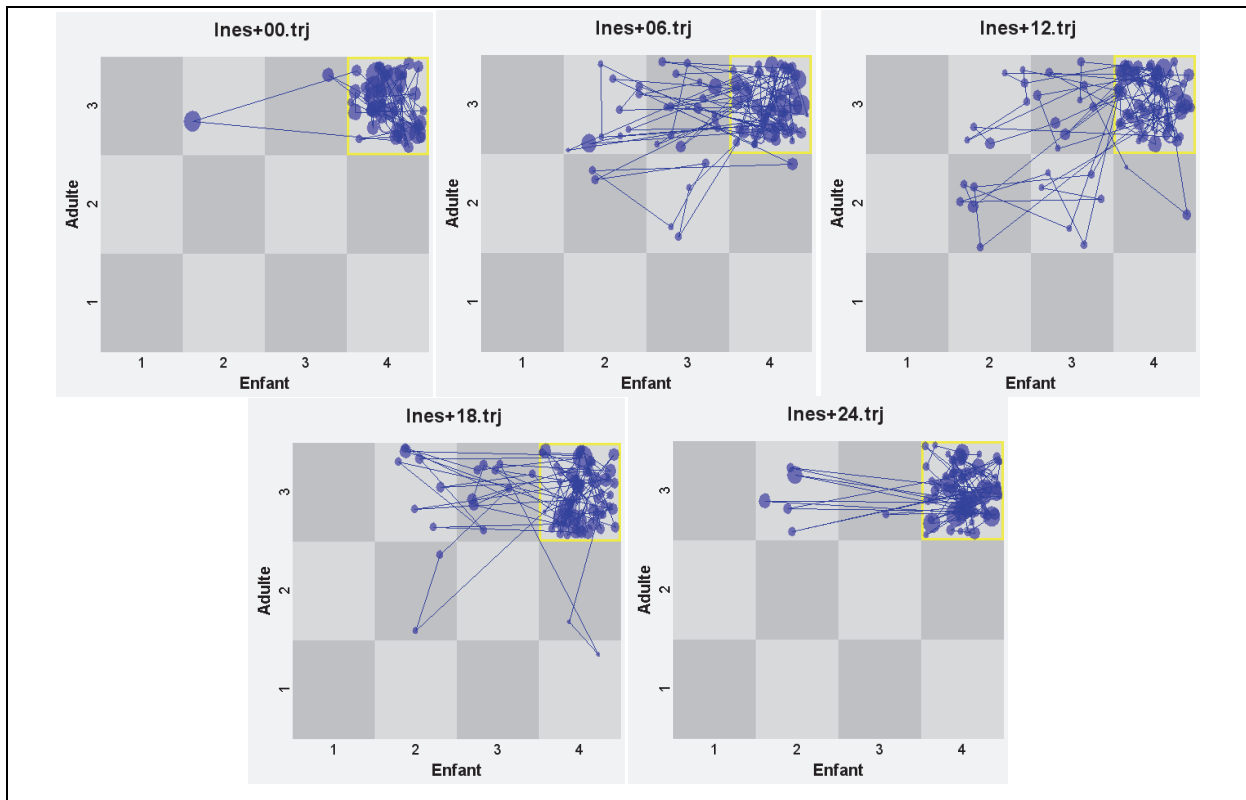 Ines+00.trj
Adulte
3
2
1
1 2 3 4
Enfant
Ines+06.trj
Adulte
3
2
1
1 2 3 4
Enfant
Ines+12.trj
Adulte
3
2
1
1 2 3 4
Enfant
Ines+18.trj
Adulte
3
2
1
1 2 3 4
Enfant
Ines+24.trj
Adulte
3
2
1
1 2 3 4
Enfant